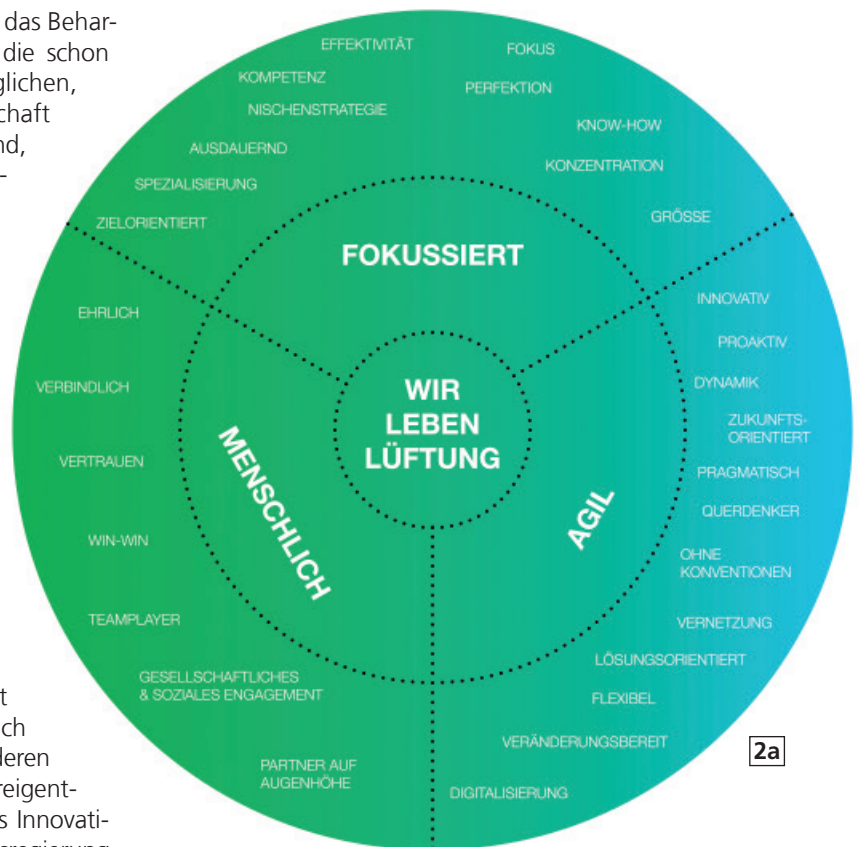 das Behar-
die schon
glichen,
chaft
nd,
-
EFFEKTIVITÄT
FOKUS
KOMPETENZ
PERFEKTION
NISCHENSTRATEGIE
KNOW-HOW
AUSDAUERND
KONZENTRATION
SPEZIALISIERUNG
ZIELORIENTIERT
GRÖSSE
FOKUSSIERT
WIR
LEBEN
LÜFTUNG
MENSCHLICH
AGIL
EHRLICH
VERBINDLICH
VERTRAUEN
WIN-WIN
TEAMPLAYER
GESELLSCHAFTLICHES
& SOZIALES ENGAGEMENT
PARTNER AUF
AUGENHÖHE
INNOVATIV
PROAKTIV
DYNAMIK
ZUKUNFTS-
ORIENTIERT
PRAGMATISCH
QUERDENKER
OHNE
KONVENTIONEN
VERNETZUNG
LÖSUNGSORIENTIERT
FLEXIBEL
VERÄNDERUNGSBEREIT
DIGITALISIERUNG
2a
t
ch
deren
reigent-
s Innovati-